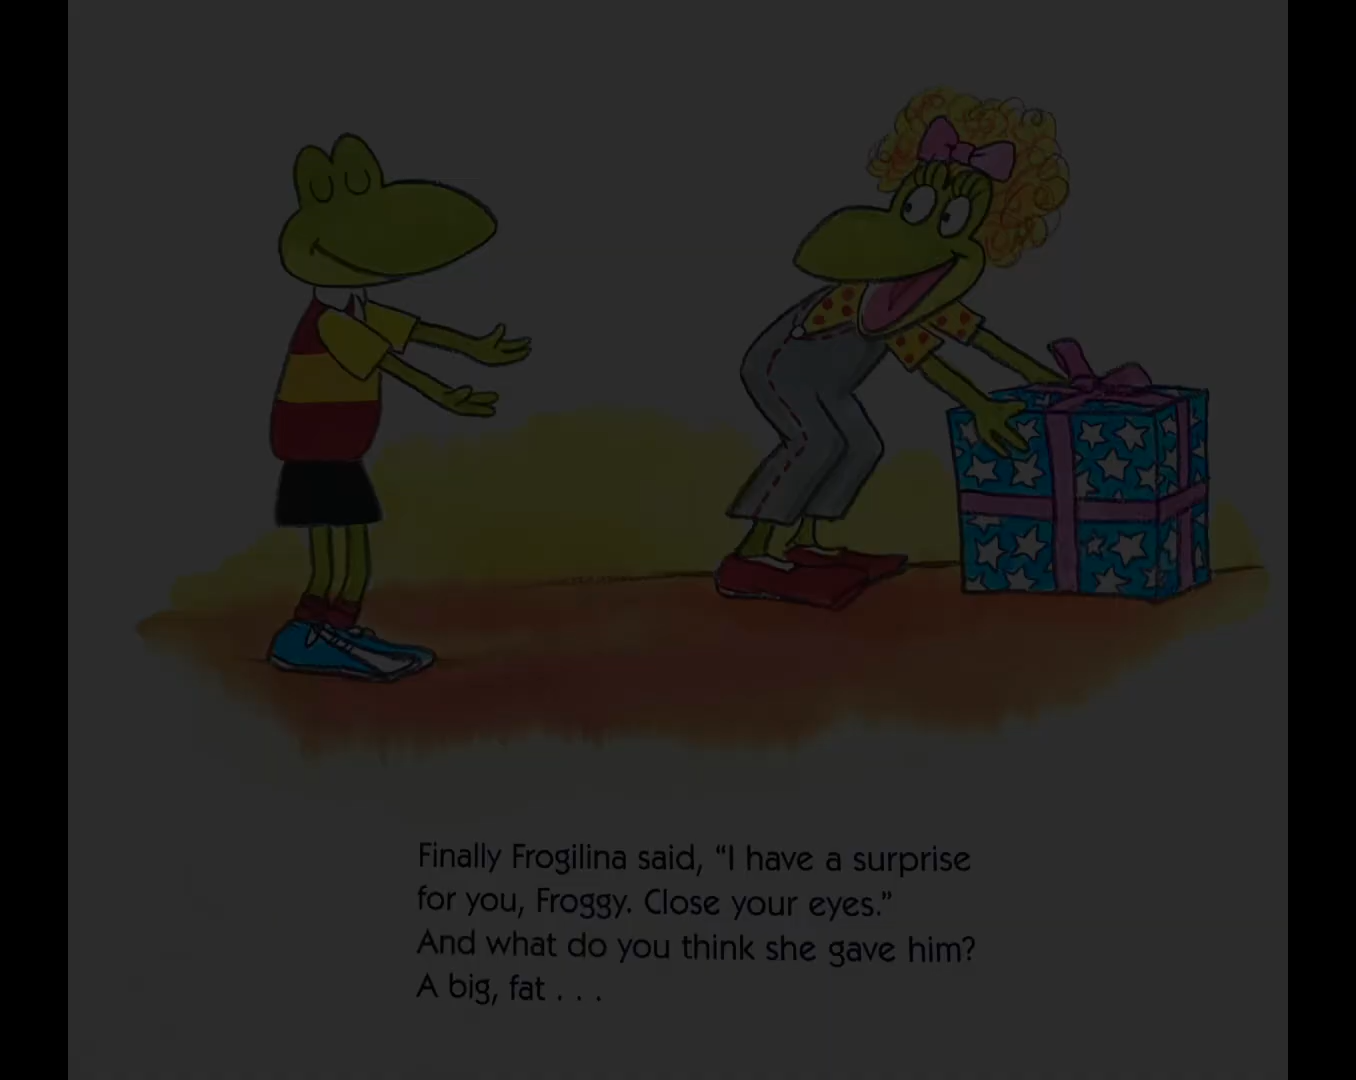 Finally Frogilina said, “I have a surprise
for you, Froggy. Close your eyes.”
And what do you think she gave him?
A big, fat . . .